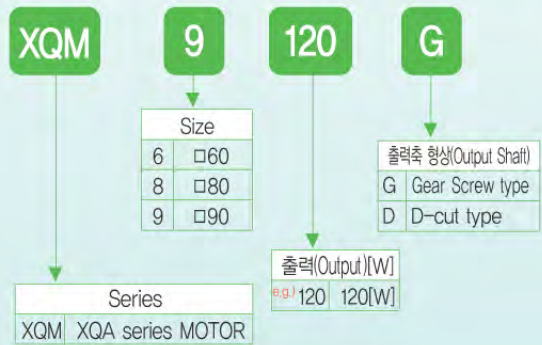 XQM 9 120 G
Size
6 □60
8 □80
9 □90
출력축 형상(Output Shaft)
G Gear Screw type
D D-cut type
출력(Output)[W]
e.g.) 120 120[W]
Series
XQM XQA series MOTOR